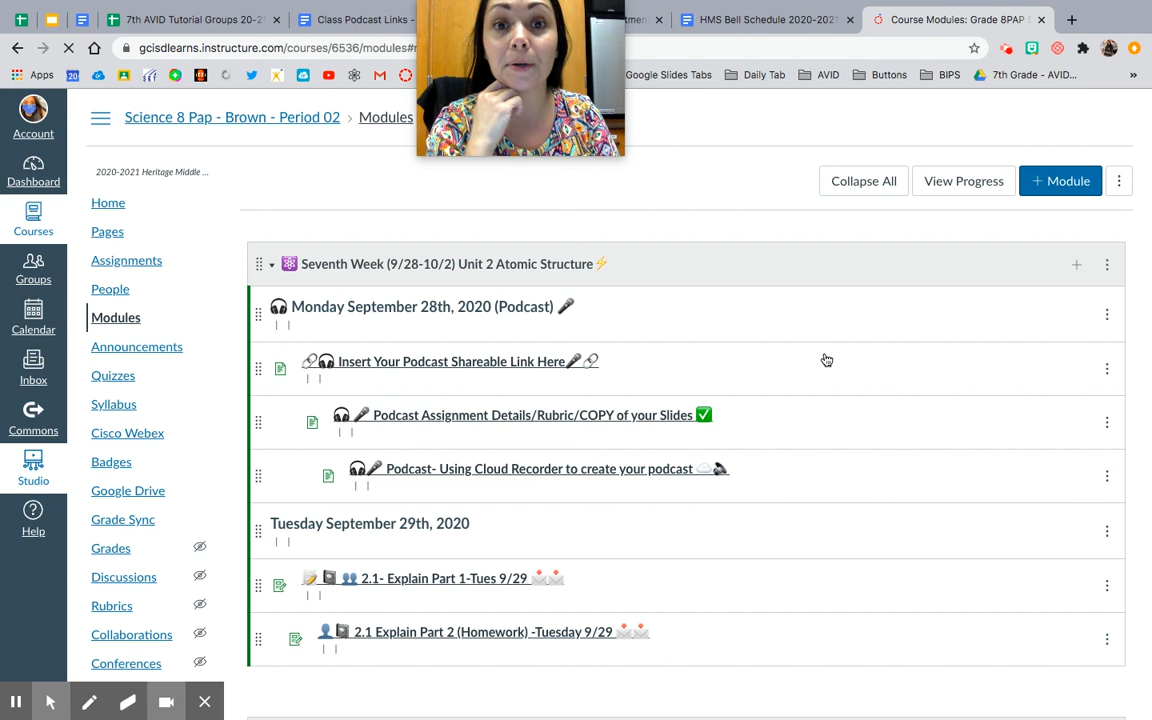 7th AVID Tutorial Groups 20-2
Class Podcast Links -
HMS Bell Schedule 2020-2021
Course Modules: Grade 8PAP S
gcisdlearns.instructure.com/courses/6536/modules#
Apps
20
Google Slides Tabs
Daily Tab
AVID
Buttons
BIPS
7th Grade - AVID...
Account
Dashboard
Courses
Groups
Calendar
Inbox
Commons
Studio
Help
Science 8 Pap - Brown - Period 02 > Modules
2020-2021 Heritage Middle ...
Home
Pages
Assignments
People
Modules
Announcements
Quizzes
Syllabus
Cisco Webex
Badges
Google Drive
Grade Sync
Grades
Discussions
Rubrics
Collaborations
Conferences
Collapse All
View Progress
+ Module
Seventh Week (9/28-10/2) Unit 2 Atomic Structure⚡
🎧 Monday September 28th, 2020 (Podcast) 🎤
🔗🎧 Insert Your Podcast Shareable Link Here🎤🔗
🎧🎤 Podcast Assignment Details/Rubric/COPY of your Slides ✅
🎧🎤 Podcast- Using Cloud Recorder to create your podcast ☁️🔊
Tuesday September 29th, 2020
📝 📓 👥 2.1- Explain Part 1-Tues 9/29 📩📩
👤📓 2.1 Explain Part 2 (Homework) -Tuesday 9/29 📩📩